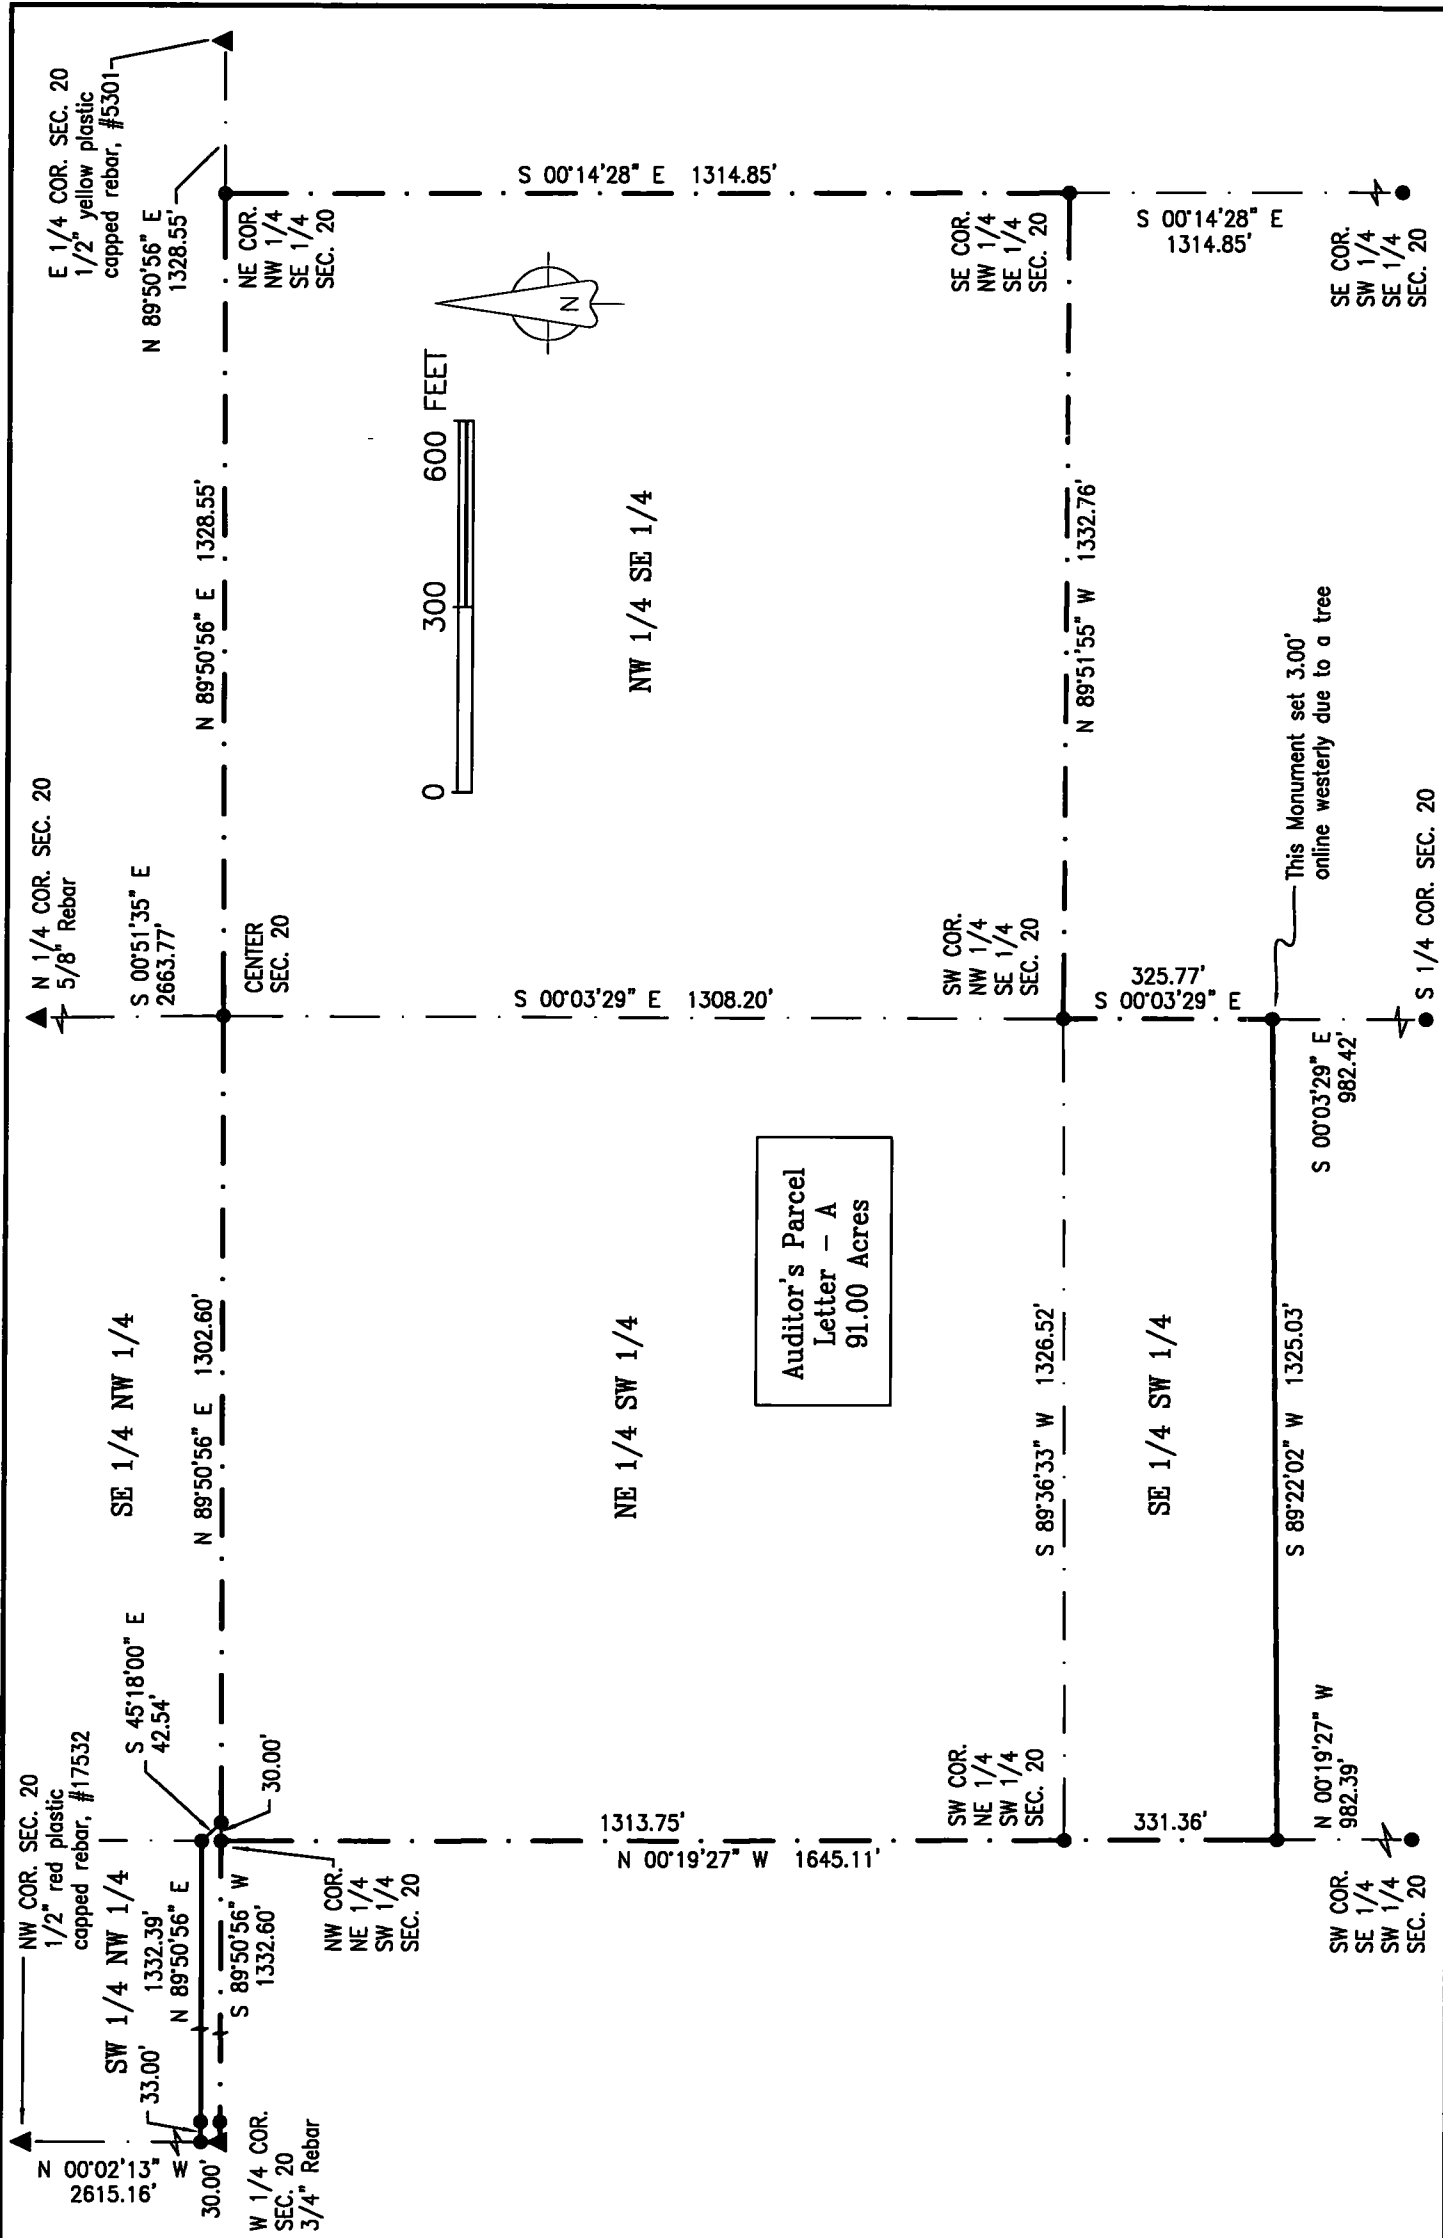 NW COR. SEC. 20
1/2" red plastic
capped rebar, #17532
N 00°02'13" W
2615.16'
SW 1/4 NW 1/4
33.00'
1332.39'
N 89°50'56" E
S 89°50'56" W
1332.60'
30.00'
W 1/4 COR.
SEC. 20
3/4" Rebar
S 45°18'00" E
42.54'
30.00'
NW COR.
NE 1/4
SW 1/4
SEC. 20
SE 1/4 NW 1/4
N 89°50'56" E 1302.60'
N 1/4 COR. SEC. 20
5/8" Rebar
S 00°51'35" E
2663.77'
CENTER
SEC. 20
N 89°50'56" E 1328.55'
E 1/4 COR. SEC. 20
1/2" yellow plastic
capped rebar, #5301
N 89°50'56" E
1328.55'
NE COR.
NW 1/4
SE 1/4
SEC. 20
0 300 600 FEET
N
1313.75'
N 00°19'27" W 1645.11'
NE 1/4 SW 1/4
S 00°03'29" E 1308.20'
NW 1/4 SE 1/4
S 00°14'28" E 1314.85'
Auditor's Parcel
Letter - A
91.00 Acres
SW COR.
NE 1/4
SW 1/4
SEC. 20
S 89°36'33" W 1326.52'
SW COR.
NW 1/4
SE 1/4
SEC. 20
N 89°51'55" W 1332.76'
SE COR.
NW 1/4
SE 1/4
SEC. 20
331.36'
SE 1/4 SW 1/4
325.77'
S 00°03'29" E
S 00°14'28" E
1314.85'
S 89°22'02" W 1325.03'
This Monument set 3.00'
online westerly due to a tree
N 00°19'27" W
982.39'
S 00°03'29" E
982.42'
SW COR.
SE 1/4
SW 1/4
SEC. 20
S 1/4 COR. SEC. 20
SE COR.
SW 1/4
SE 1/4
SEC. 20